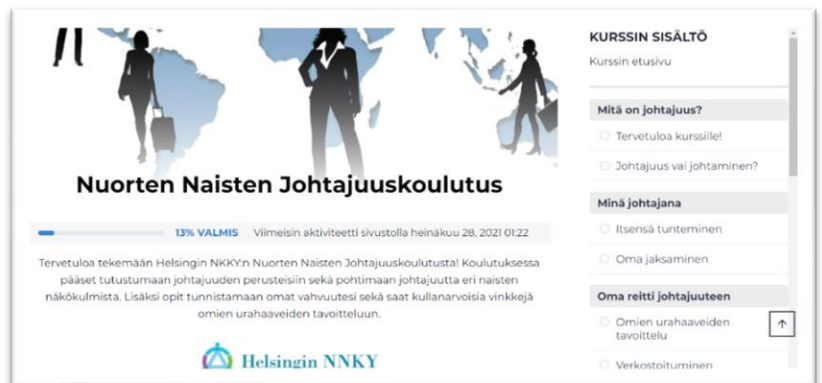 Nuorten Naisten Johtajuuskoulutus
13% VALMIS Viimeisin aktiviteetti sivustolla heinäkuu 28, 2021 01:22
Tervetuloa tekemään Helsingin NKKY:n Nuorten Naisten Johtajuuskoulutusta! Koulutuksessa
pääset tutustumaan johtajuuden perusteisiin sekä pohtimaan johtajuutta eri naisten
näkökulmista. Lisäksi opit tunnistamaan omat vahvuutesi sekä saat kullanarvoisia vinkkejä
omien urahaaveiden tavoitteluun.
Helsingin NNKY
KURSSIN SISÄLTÖ
Kurssin etusivu
Mitä on johtajuus?
Tervetuloa kurssille!
Johtajuus vai johtaminen?
Minä johtajana
Itsensä tunteminen
Oma jaksaminen
Oma reitti johtajuuteen
Omien urahaaveiden
tavoittelu
Verkostoituminen